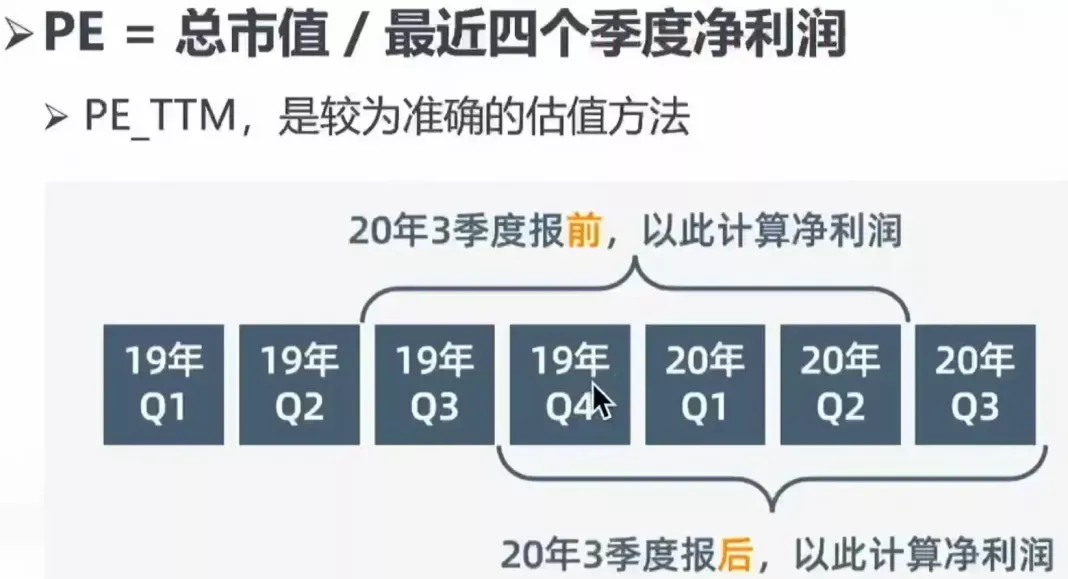 ➢PE = 总市值 / 最近四个季度净利润
➢ PE_TTM，是较为准确的估值方法
20年3季度报前，以此计算净利润
19年 19年 19年 19年 20年 20年 20年
Q1 Q2 Q3 Q4 Q1 Q2 Q3
20年3季度报后，以此计算净利润